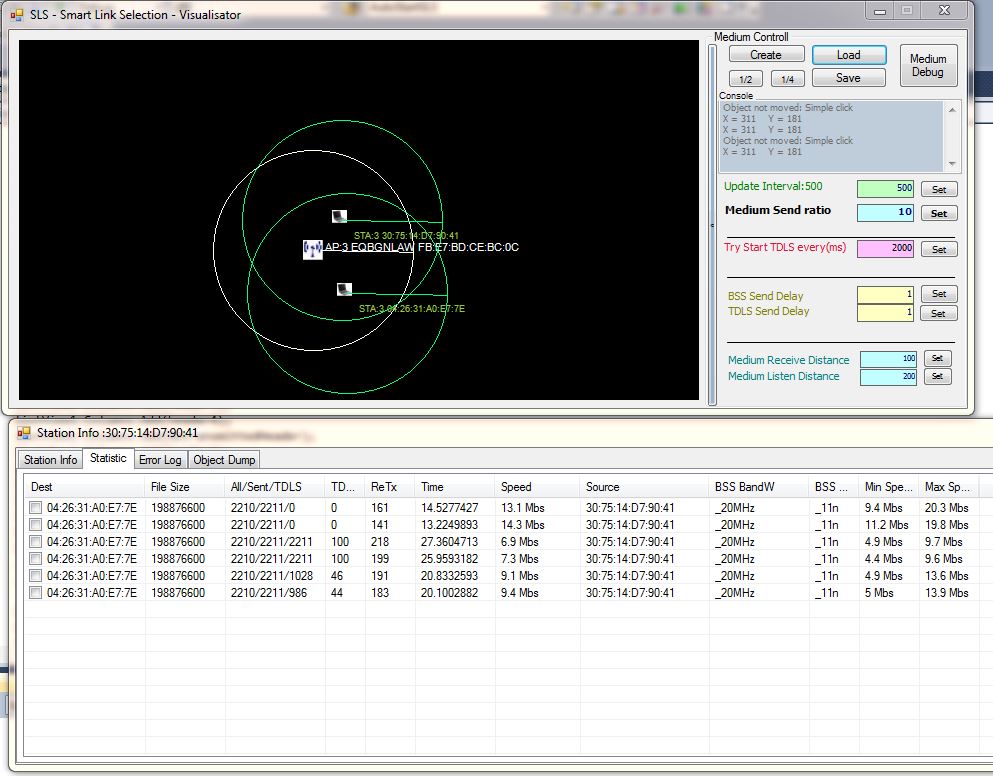 SLS - Smart Link Selection - Visualisator
Medium Controll
Create
Load
Medium Debug
1/2
1/4
Save
Console
Object not moved: Simple click
X = 311 Y = 181
X = 311 Y = 181
Object not moved: Simple click
X = 311 Y = 181
Update Interval:500 500 Set
Medium Send ratio 10 Set
Try Start TDLS every(ms) 2000 Set
BSS Send Delay 1 Set
TDLS Send Delay 1 Set
Medium Receive Distance 100 Set
Medium Listen Distance 200 Set
STA:3 30:75:14:D7:90:41
AP:3 EQBGNLAW FB:E7:BD:CE:BC:0C
STA:3 04:26:31:A0:E7:7E
Station Info :30:75:14:D7:90:41
Station Info Statistic Error Log Object Dump
Dest File Size All/Sent/TDLS TD... ReTx Time Speed Source BSS BandW BSS ... Min Spe... Max Sp...
04:26:31:A0:E7:7E 198876600 2210/2211/0 0 161 14.5277427 13.1 Mbs 30:75:14:D7:90:41 _20MHz _11n 9.4 Mbs 20.3 Mbs
04:26:31:A0:E7:7E 198876600 2210/2211/0 0 141 13.2249893 14.3 Mbs 30:75:14:D7:90:41 _20MHz _11n 11.2 Mbs 19.8 Mbs
04:26:31:A0:E7:7E 198876600 2210/2211/2211 100 218 27.3604713 6.9 Mbs 30:75:14:D7:90:41 _20MHz _11n 4.9 Mbs 9.7 Mbs
04:26:31:A0:E7:7E 198876600 2210/2211/2211 100 199 25.9593182 7.3 Mbs 30:75:14:D7:90:41 _20MHz _11n 4.4 Mbs 9.6 Mbs
04:26:31:A0:E7:7E 198876600 2210/2211/1028 46 191 20.8332593 9.1 Mbs 30:75:14:D7:90:41 _20MHz _11n 4.9 Mbs 13.6 Mbs
04:26:31:A0:E7:7E 198876600 2210/2211/986 44 183 20.1002882 9.4 Mbs 30:75:14:D7:90:41 _20MHz _11n 5 Mbs 13.9 Mbs